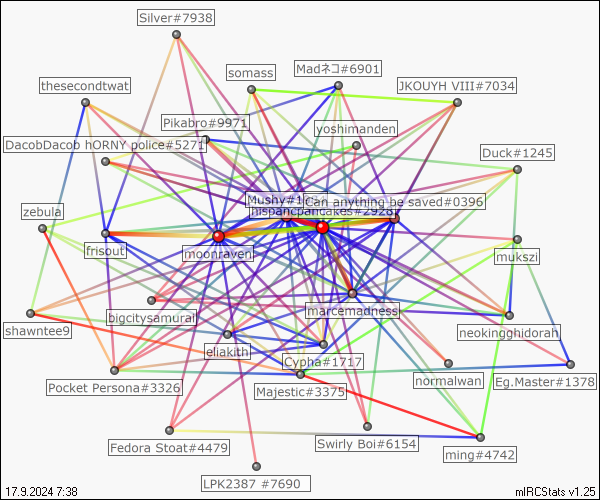 Silver#7938
somass
Madネコ#6901
thesecondtwat
JKOUYH VIII#7034
Pikabro#9971
yoshimanden
DacobDacob hORNY police#5271
Duck#1245
Can anything be saved#0396
hispancpancakes#2928
zebula
frisout
moonraven
mukszi
marcemadness
bigcitysamurai
shawntee9
neoknogghidorah
eliakith
Cypha#1717
Pocket Persona#3326
Majestic#3375
normalwan
Eg.Master#1378
Fedora Stoat#4479
Swirly Boi#6154
ming#4742
LPK2387 #7690
17.9.2024 7:38
mIRCStats v1.25